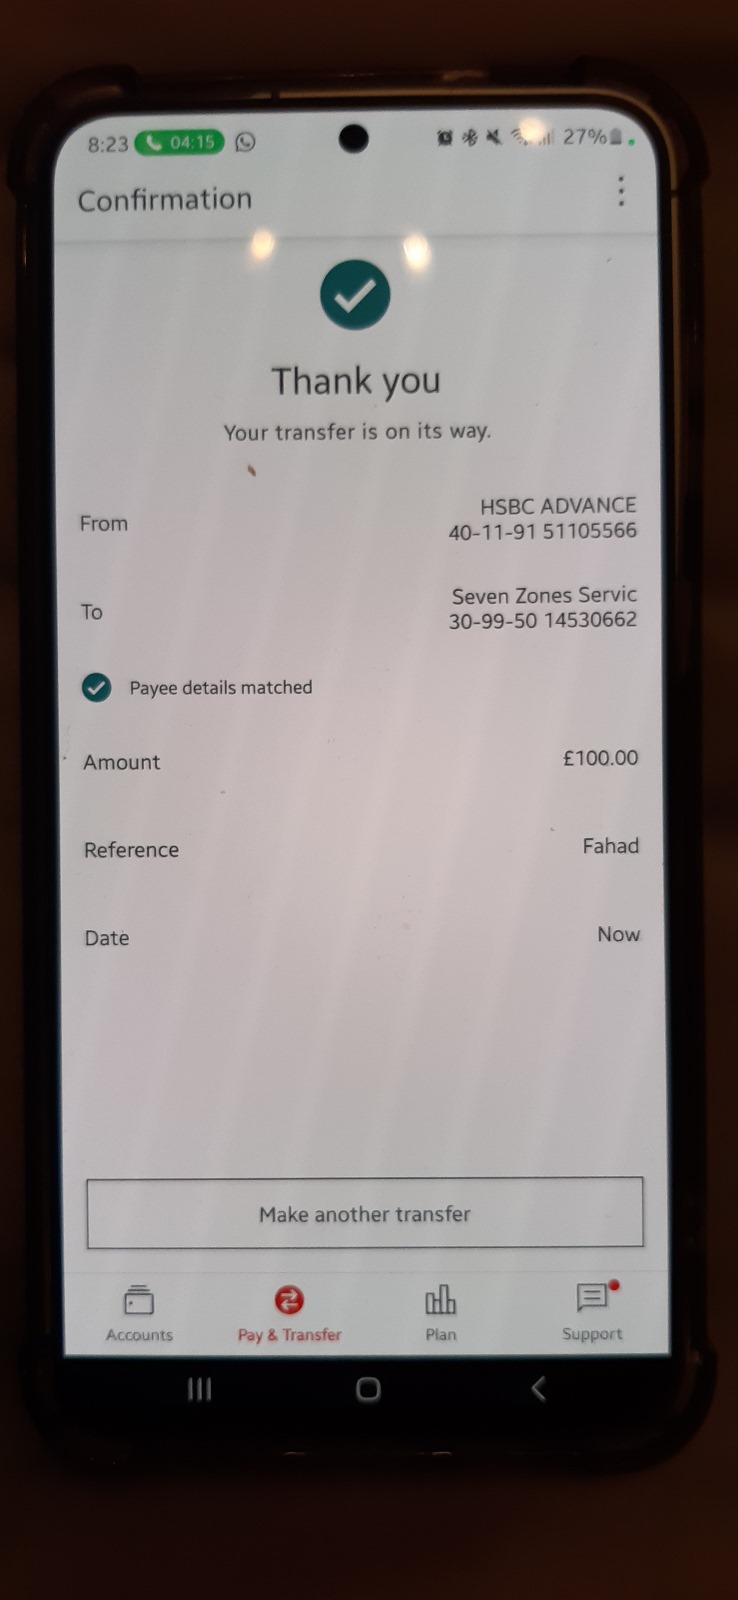 8:23 04:15 27%
Confirmation
Thank you
Your transfer is on its way.
From
HSBC ADVANCE
40-11-91 51105566
To
Seven Zones Servic
30-99-50 14530662
Payee details matched
Amount £100.00
Reference Fahad
Date Now
Make another transfer
Accounts Pay & Transfer Plan Support